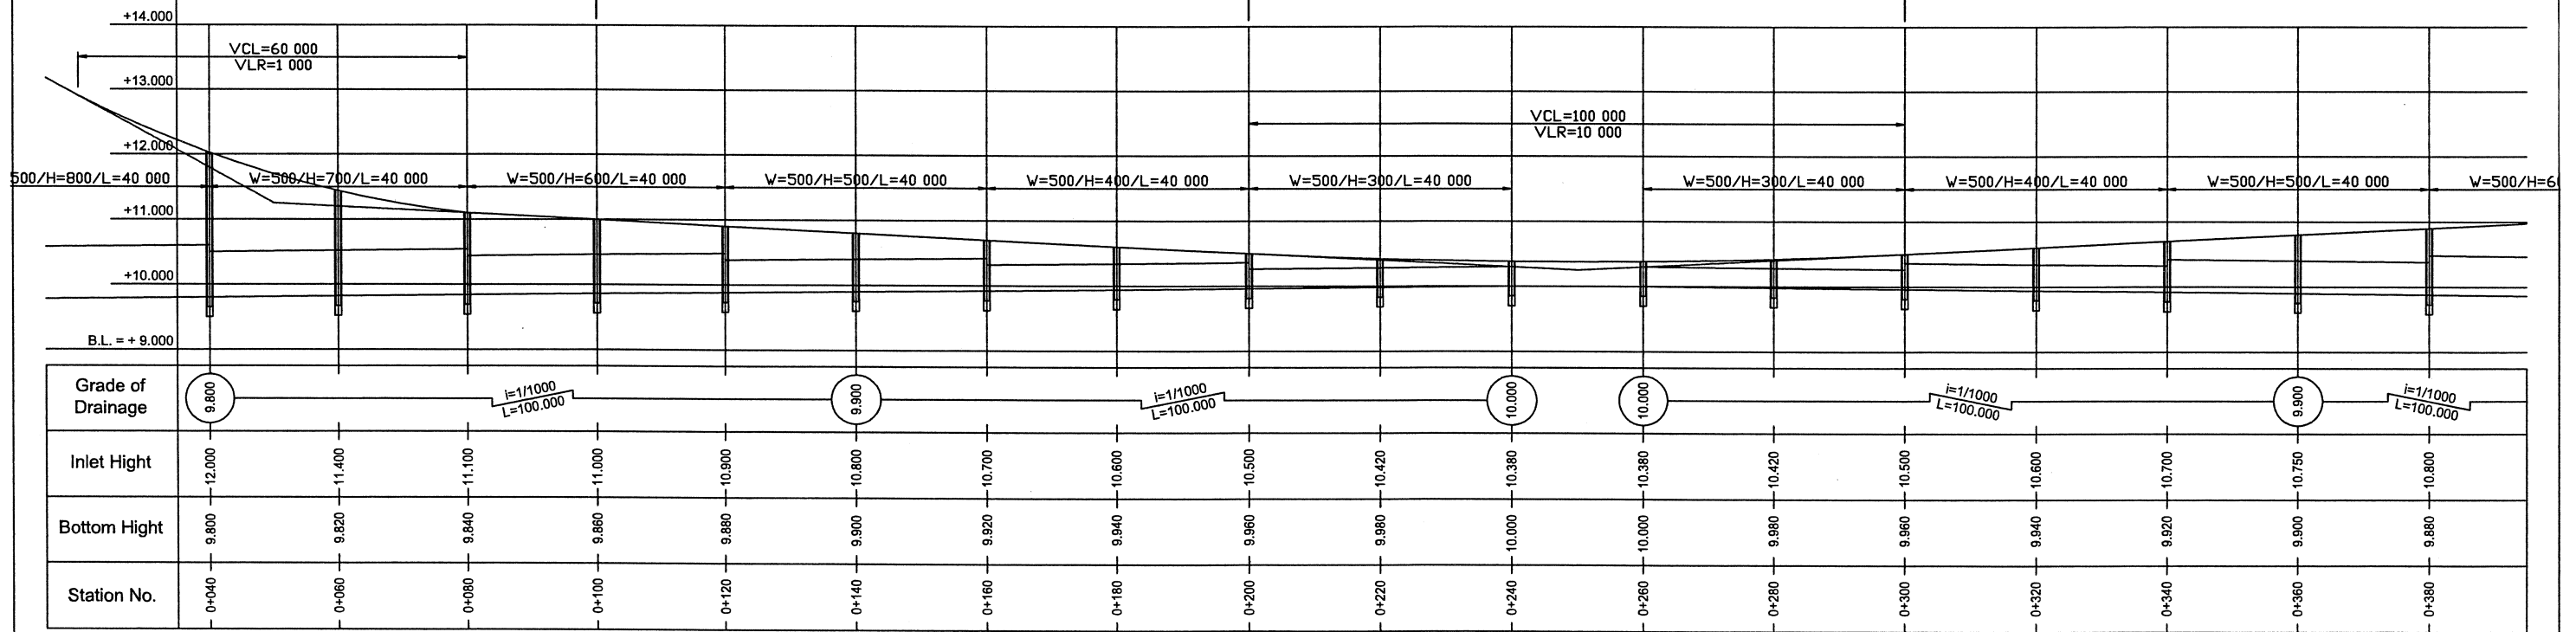 +14.000
VCL=60 000
VLR=1 000
+13.000
VCL=100 000
VLR=10 000
+12.000
500/H=800/L=40 000
W=500/H=700/L=40 000
W=500/H=600/L=40 000
W=500/H=500/L=40 000
W=500/H=400/L=40 000
W=500/H=300/L=40 000
W=500/H=300/L=40 000
W=500/H=400/L=40 000
W=500/H=500/L=40 000
W=500/H=6
+11.000
+10.000
B.L. = + 9.000
Grade of
Drainage
9.800
i=1/1000
L=100.000
9.900
i=1/1000
L=100.000
10.000
10.000
i=1/1000
L=100.000
9.900
i=1/1000
L=100.000
Inlet Hight 12.000 11.400 11.100 11.000 10.900 10.800 10.700 10.600 10.500 10.420 10.380 10.380 10.420 10.500 10.600 10.700 10.750 10.800
Bottom Hight 9.800 9.820 9.840 9.860 9.880 9.900 9.920 9.940 9.960 9.980 10.000 10.000 9.980 9.960 9.940 9.920 9.900 9.880
Station No. 0+040 0+060 0+080 0+100 0+120 0+140 0+160 0+180 0+200 0+220 0+240 0+260 0+280 0+300 0+320 0+340 0+360 0+380